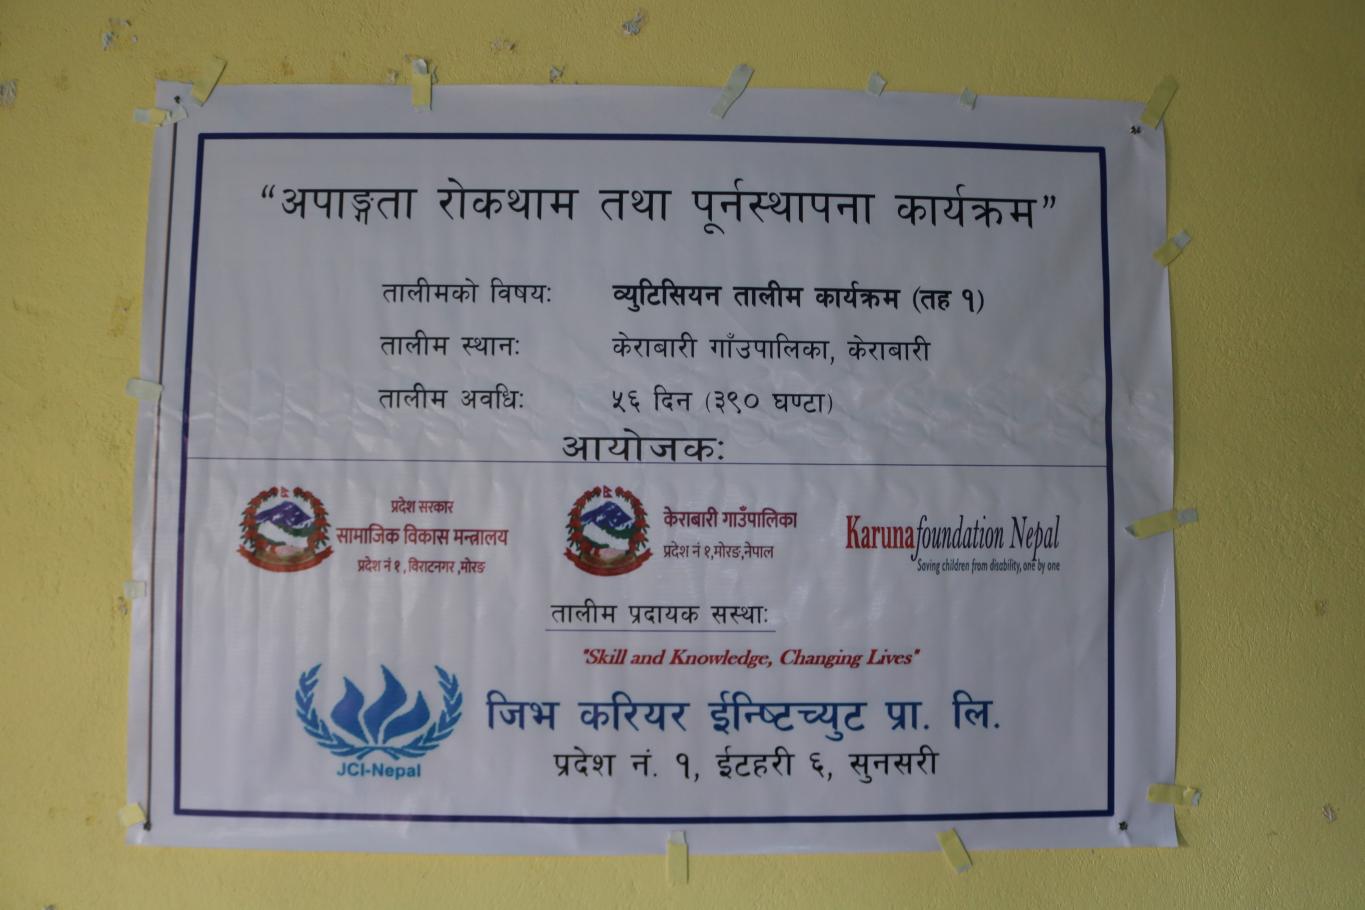 “अपाङ्गता रोकथाम तथा पूर्नस्थापना कार्यक्रम”
तालीमको विषय: व्युटिसियन तालीम कार्यक्रम (तह १)
तालीम स्थान: केराबारी गाँउपालिका, केराबारी
तालीम अवधि: ५६ दिन (३९० घण्टा)
आयोजक:
प्रदेश सरकार
सामाजिक विकास मन्त्रालय
प्रदेश नं १ ,विराटनगर ,मोरङ
केराबारी गाउँपालिका
प्रदेश नं १,मोरङ,नेपाल
Karuna foundation Nepal
Saving children from disability, one by one
तालीम प्रदायक सस्था:
"Skill and Knowledge, Changing Lives"
JCI-Nepal
जिभ करियर ईन्ष्टिच्युट प्रा. लि.
प्रदेश नं. १, ईटहरी ६, सुनसरी